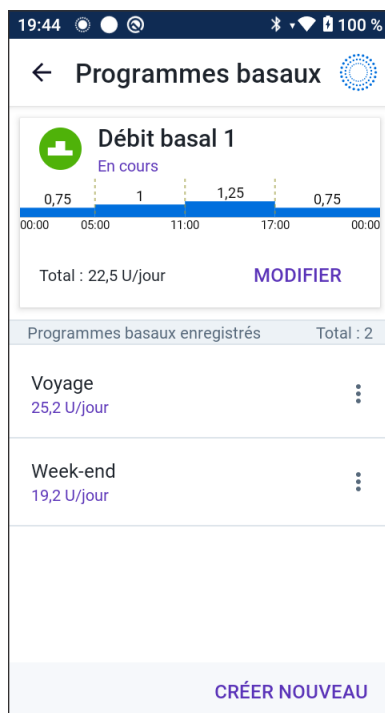 19:44 100 %
Programmes basaux
Débit basal 1
En cours
0,75 1 1,25 0,75
00:00 05:00 11:00 17:00 00:00
Total : 22,5 U/jour MODIFIER
Programmes basaux enregistrés Total : 2
Voyage
25,2 U/jour
Week-end
19,2 U/jour
CRÉER NOUVEAU